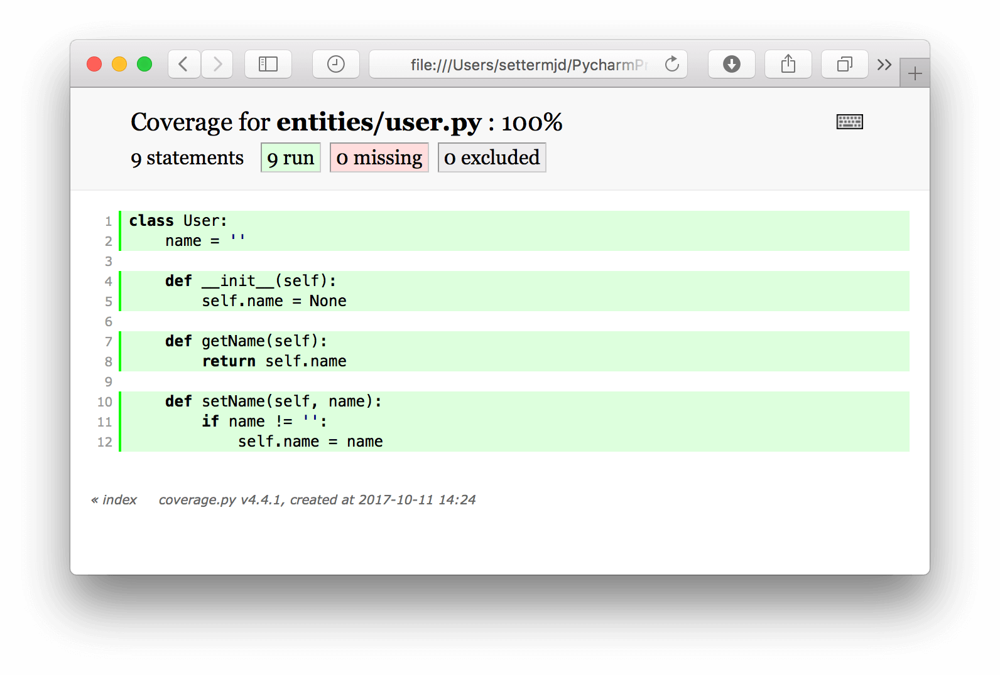 file:///Users/settermjd/PycharmPr
Coverage for entities/user.py : 100%
9 statements 9 run 0 missing 0 excluded
1 class User:
2     name = ''
3
4     def __init__(self):
5         self.name = None
6
7     def getName(self):
8         return self.name
9
10     def setName(self, name):
11         if name != '':
12             self.name = name
« index coverage.py v4.4.1, created at 2017-10-11 14:24